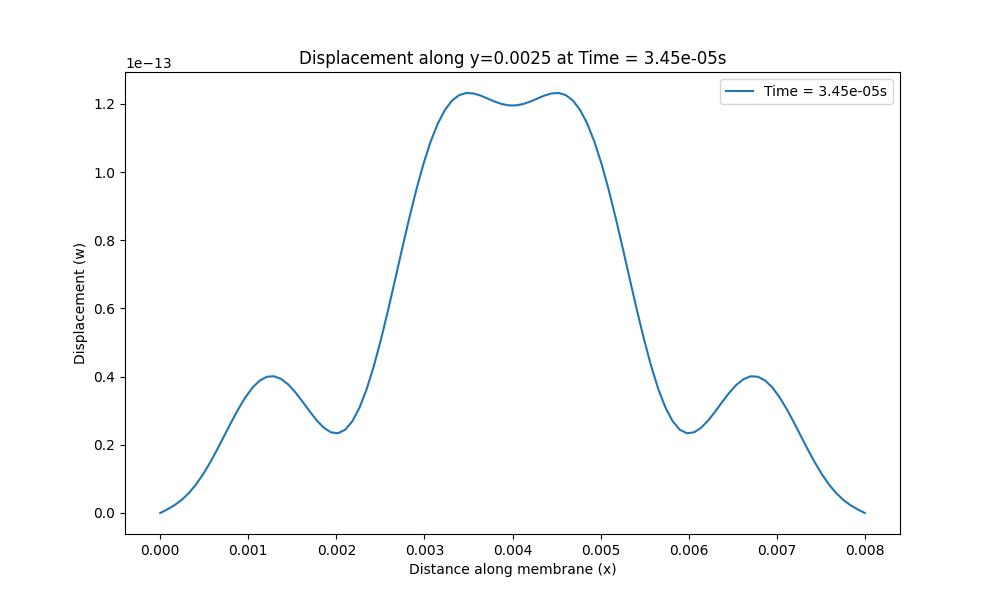 Displacement along y=0.0025 at Time = 3.45e-05s
1e−13
Time = 3.45e-05s
1.2
1.0
0.8
0.6
0.4
0.2
0.0
Displacement (w)
0.000 0.001 0.002 0.003 0.004 0.005 0.006 0.007 0.008
Distance along membrane (x)